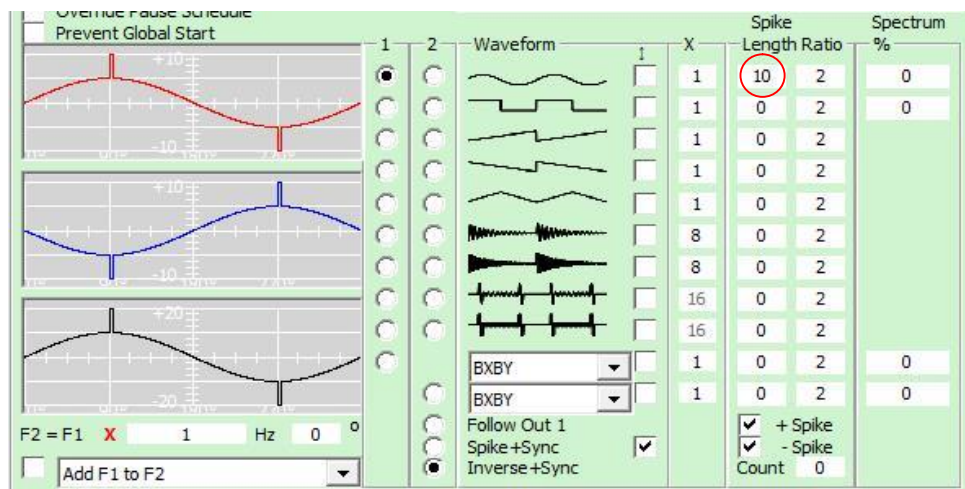 Override Pause Schedule
Prevent Global Start
Spike Spectrum
1 2 Waveform ↕ X Length Ratio %
+10
1 10 2 0
1 0 2 0
1 0 2
-10
1 0 2
+10
1 0 2
8 0 2
8 0 2
-10
16 0 2
+20
16 0 2
BXBY 1 0 2 0
BXBY 1 0 2 0
-20
F2 = F1 X 1 Hz 0 °
Follow Out 1 + Spike
Spike+Sync - Spike
Add F1 to F2 Inverse+Sync Count 0